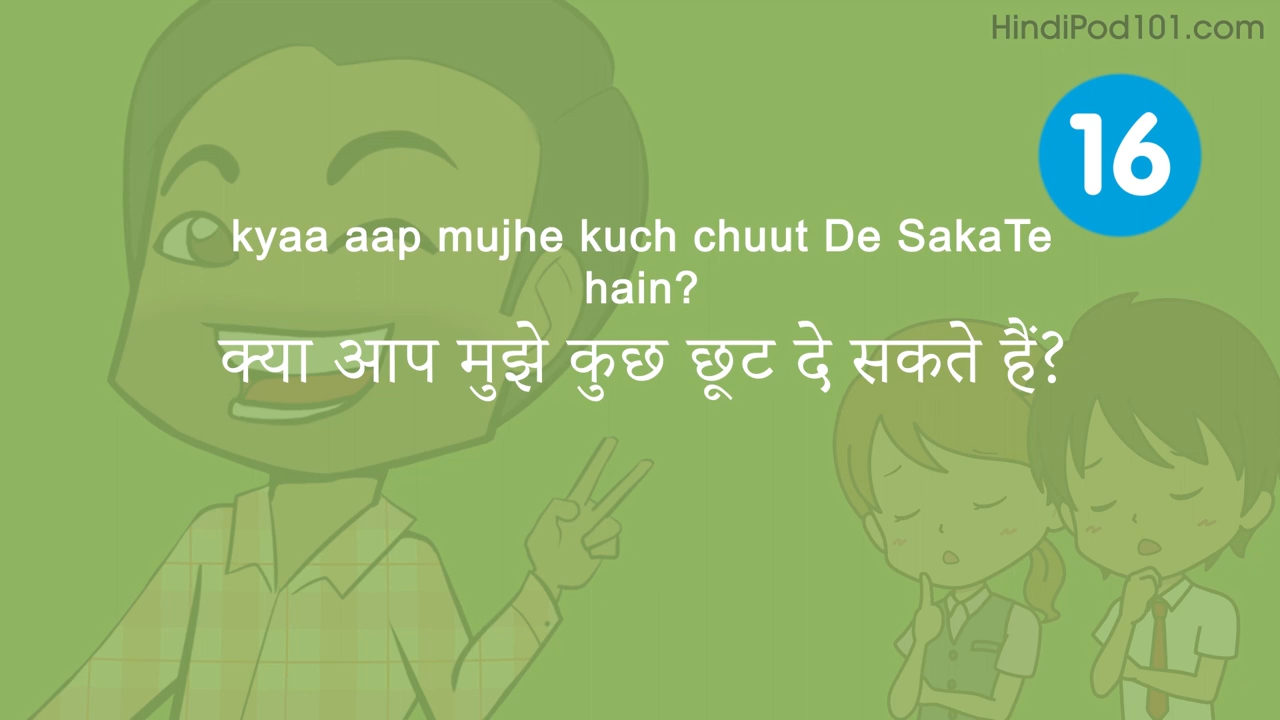 HindiPod101.com
16
kyaa aap mujhe kuch chuut De SakaTe
hain?
क्या आप मुझे कुछ छूट दे सकते हैं?